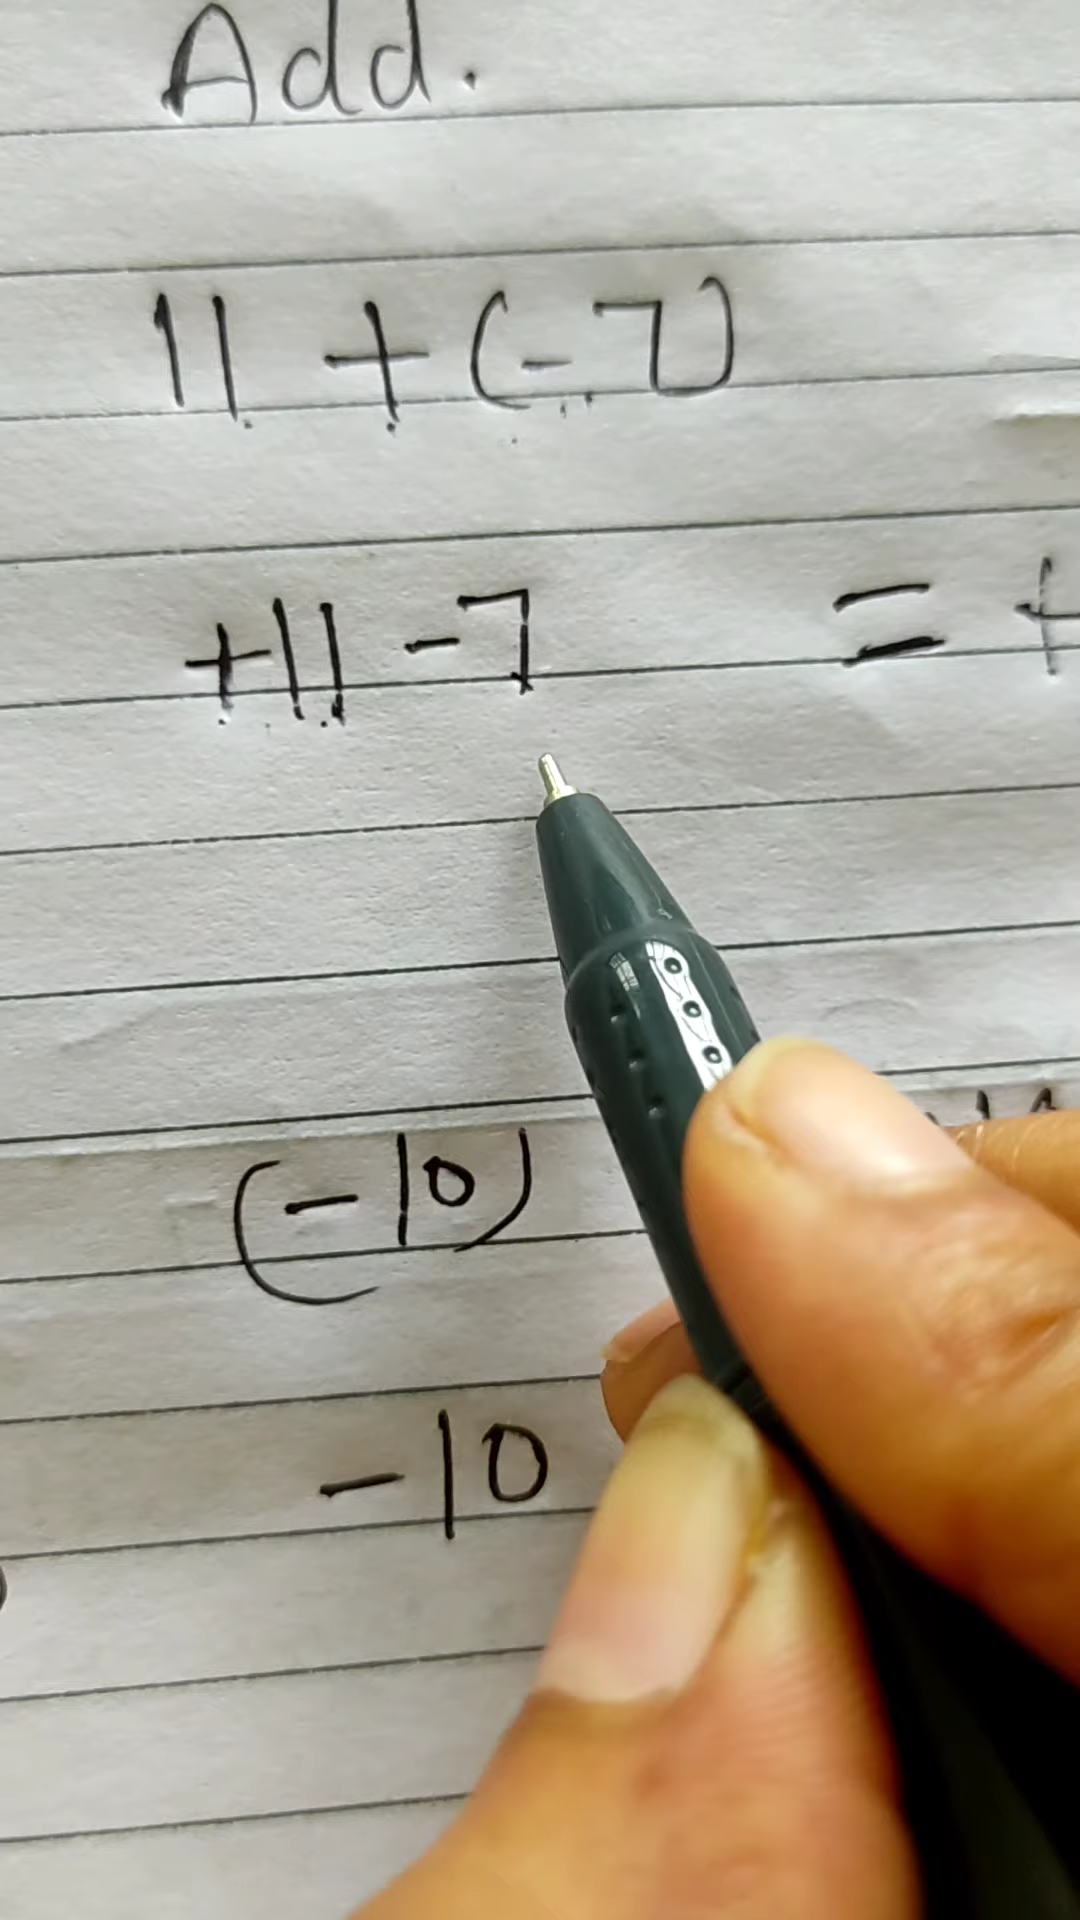 Add.
11 + (-7)
+11 -7 = +
(-10)
-10